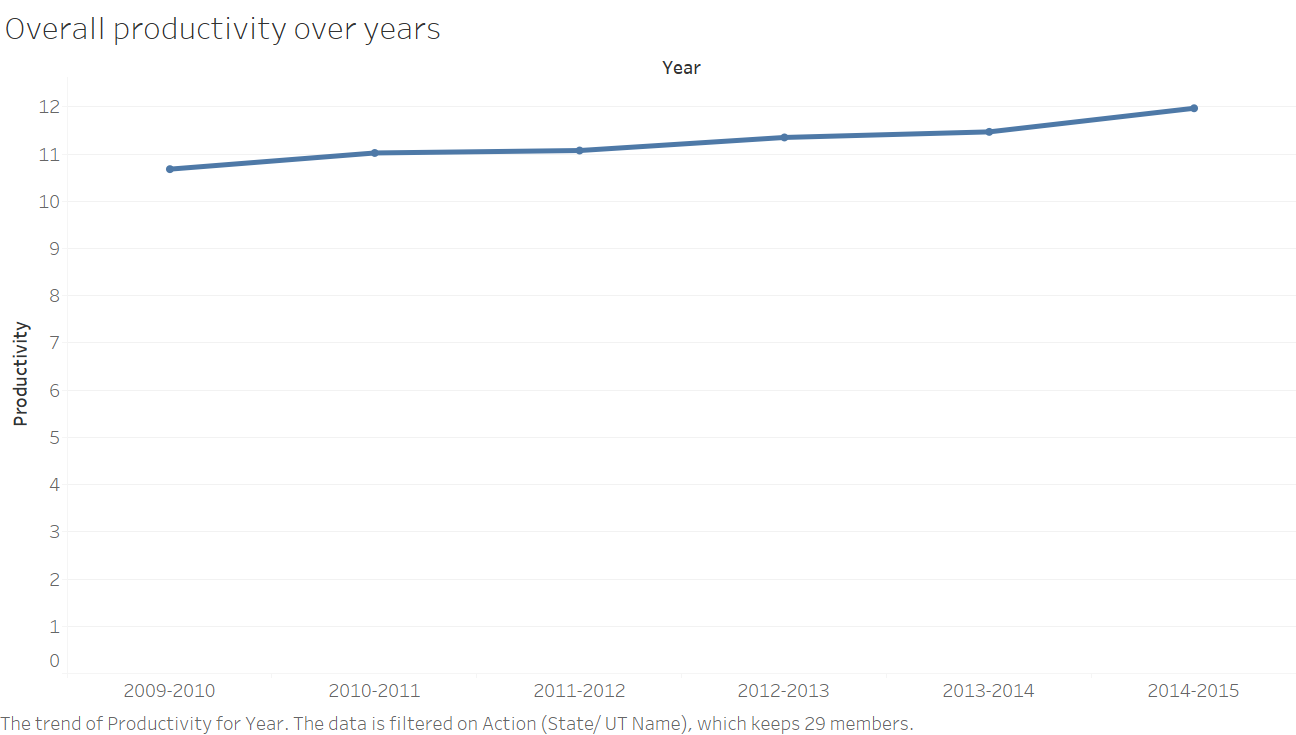 Overall productivity over years
Year
12
11
10
9
8
7
6
5
4
3
2
1
0
Productivity
2009-2010 2010-2011 2011-2012 2012-2013 2013-2014 2014-2015
The trend of Productivity for Year. The data is filtered on Action (State/ UT Name), which keeps 29 members.